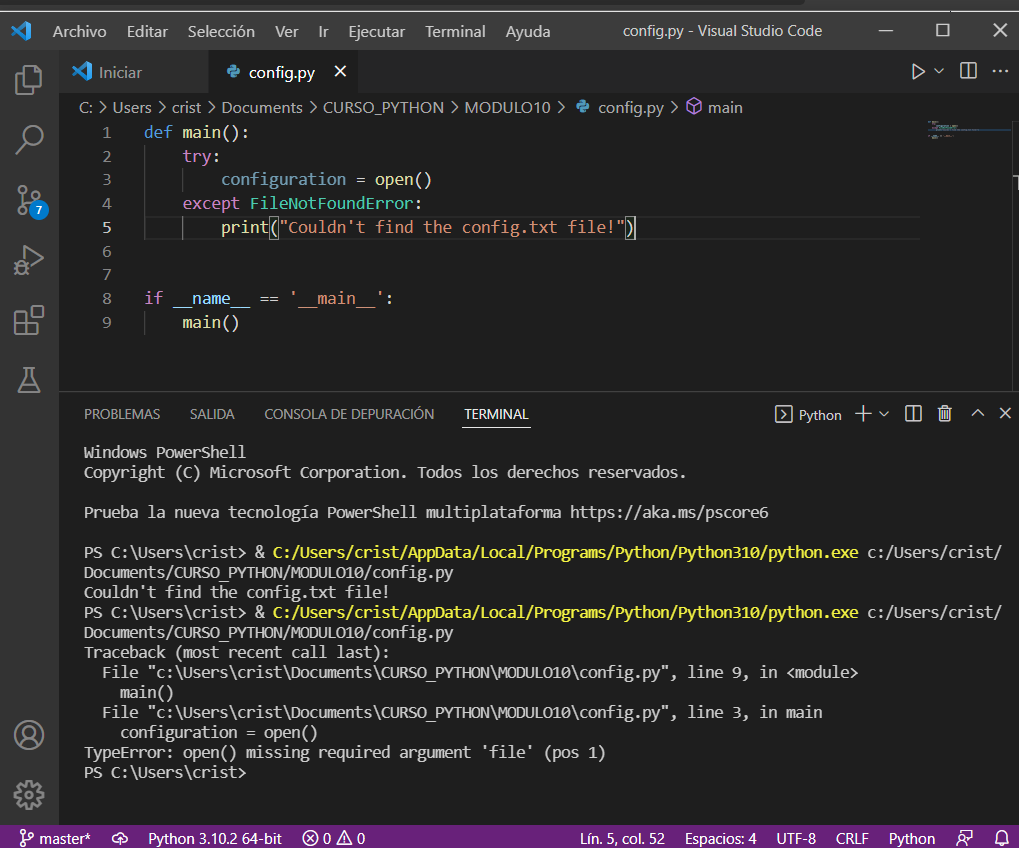 Archivo Editar Selección Ver Ir Ejecutar Terminal Ayuda config.py - Visual Studio Code
Iniciar config.py
C: > Users > crist > Documents > CURSO_PYTHON > MODULO10 > config.py > main
1 def main():
2 try:
3 configuration = open()
4 except FileNotFoundError:
5 print("Couldn't find the config.txt file!")
6
7
8 if __name__ == '__main__':
9 main()
7
PROBLEMAS SALIDA CONSOLA DE DEPURACIÓN TERMINAL Python
Windows PowerShell
Copyright (C) Microsoft Corporation. Todos los derechos reservados.
Prueba la nueva tecnología PowerShell multiplataforma https://aka.ms/pscore6
PS C:\Users\crist> & C:/Users/crist/AppData/Local/Programs/Python/Python310/python.exe c:/Users/crist/
Documents/CURSO_PYTHON/MODULO10/config.py
Couldn't find the config.txt file!
PS C:\Users\crist> & C:/Users/crist/AppData/Local/Programs/Python/Python310/python.exe c:/Users/crist/
Documents/CURSO_PYTHON/MODULO10/config.py
Traceback (most recent call last):
File "c:\Users\crist\Documents\CURSO_PYTHON\MODULO10\config.py", line 9, in <module>
main()
File "c:\Users\crist\Documents\CURSO_PYTHON\MODULO10\config.py", line 3, in main
configuration = open()
TypeError: open() missing required argument 'file' (pos 1)
PS C:\Users\crist>
master* Python 3.10.2 64-bit 0 0 Lín. 5, col. 52 Espacios: 4 UTF-8 CRLF Python